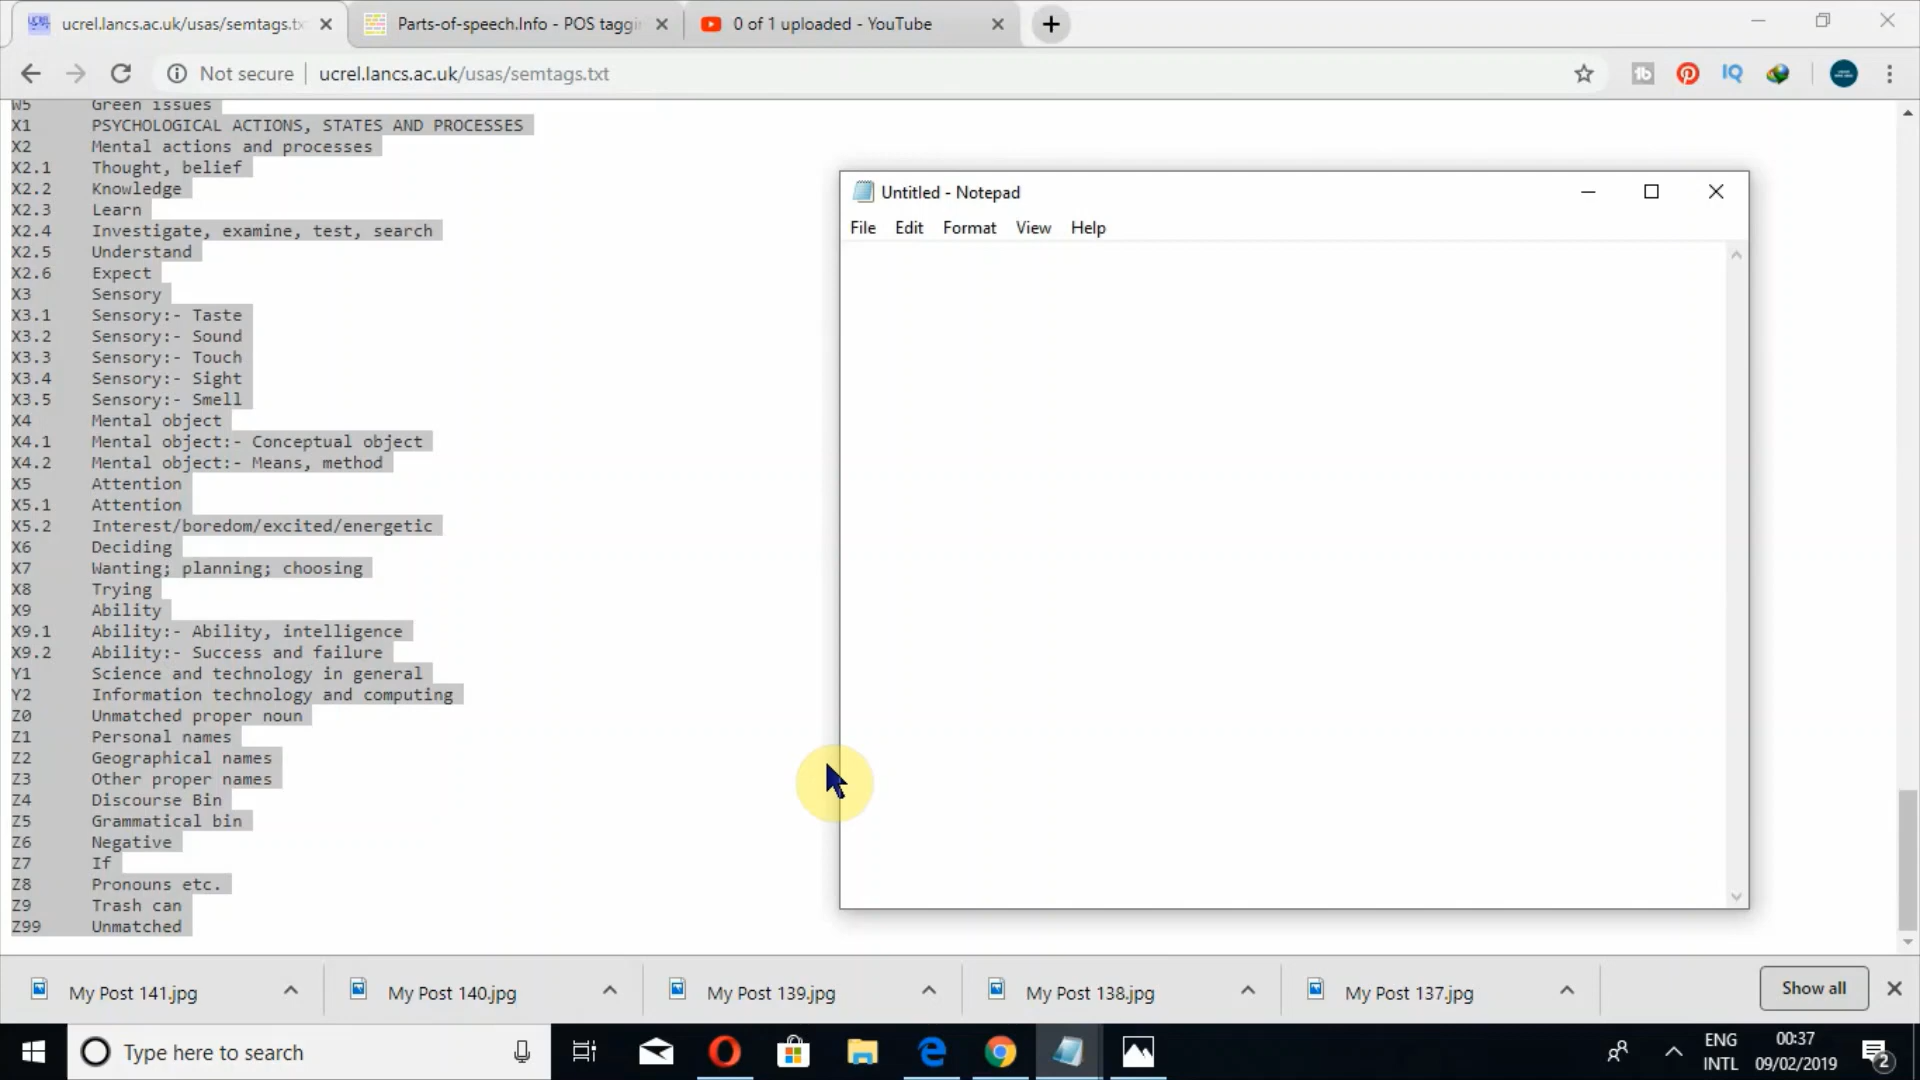 ucrel.lancs.ac.uk/usas/semtags.tx
Parts-of-speech.Info - POS taggi
0 of 1 uploaded - YouTube
Not secure
ucrel.lancs.ac.uk/usas/semtags.txt
W5 Green issues
X1 PSYCHOLOGICAL ACTIONS, STATES AND PROCESSES
X2 Mental actions and processes
X2.1 Thought, belief
X2.2 Knowledge
X2.3 Learn
X2.4 Investigate, examine, test, search
X2.5 Understand
X2.6 Expect
X3 Sensory
X3.1 Sensory:- Taste
X3.2 Sensory:- Sound
X3.3 Sensory:- Touch
X3.4 Sensory:- Sight
X3.5 Sensory:- Smell
X4 Mental object
X4.1 Mental object:- Conceptual object
X4.2 Mental object:- Means, method
X5 Attention
X5.1 Attention
X5.2 Interest/boredom/excited/energetic
X6 Deciding
X7 Wanting; planning; choosing
X8 Trying
X9 Ability
X9.1 Ability:- Ability, intelligence
X9.2 Ability:- Success and failure
Y1 Science and technology in general
Y2 Information technology and computing
Z0 Unmatched proper noun
Z1 Personal names
Z2 Geographical names
Z3 Other proper names
Z4 Discourse Bin
Z5 Grammatical bin
Z6 Negative
Z7 If
Z8 Pronouns etc.
Z9 Trash can
Z99 Unmatched
Untitled - Notepad
File Edit Format View Help
My Post 141.jpg
My Post 140.jpg
My Post 139.jpg
My Post 138.jpg
My Post 137.jpg
Show all
Type here to search
ENG
INTL
00:37
09/02/2019
2